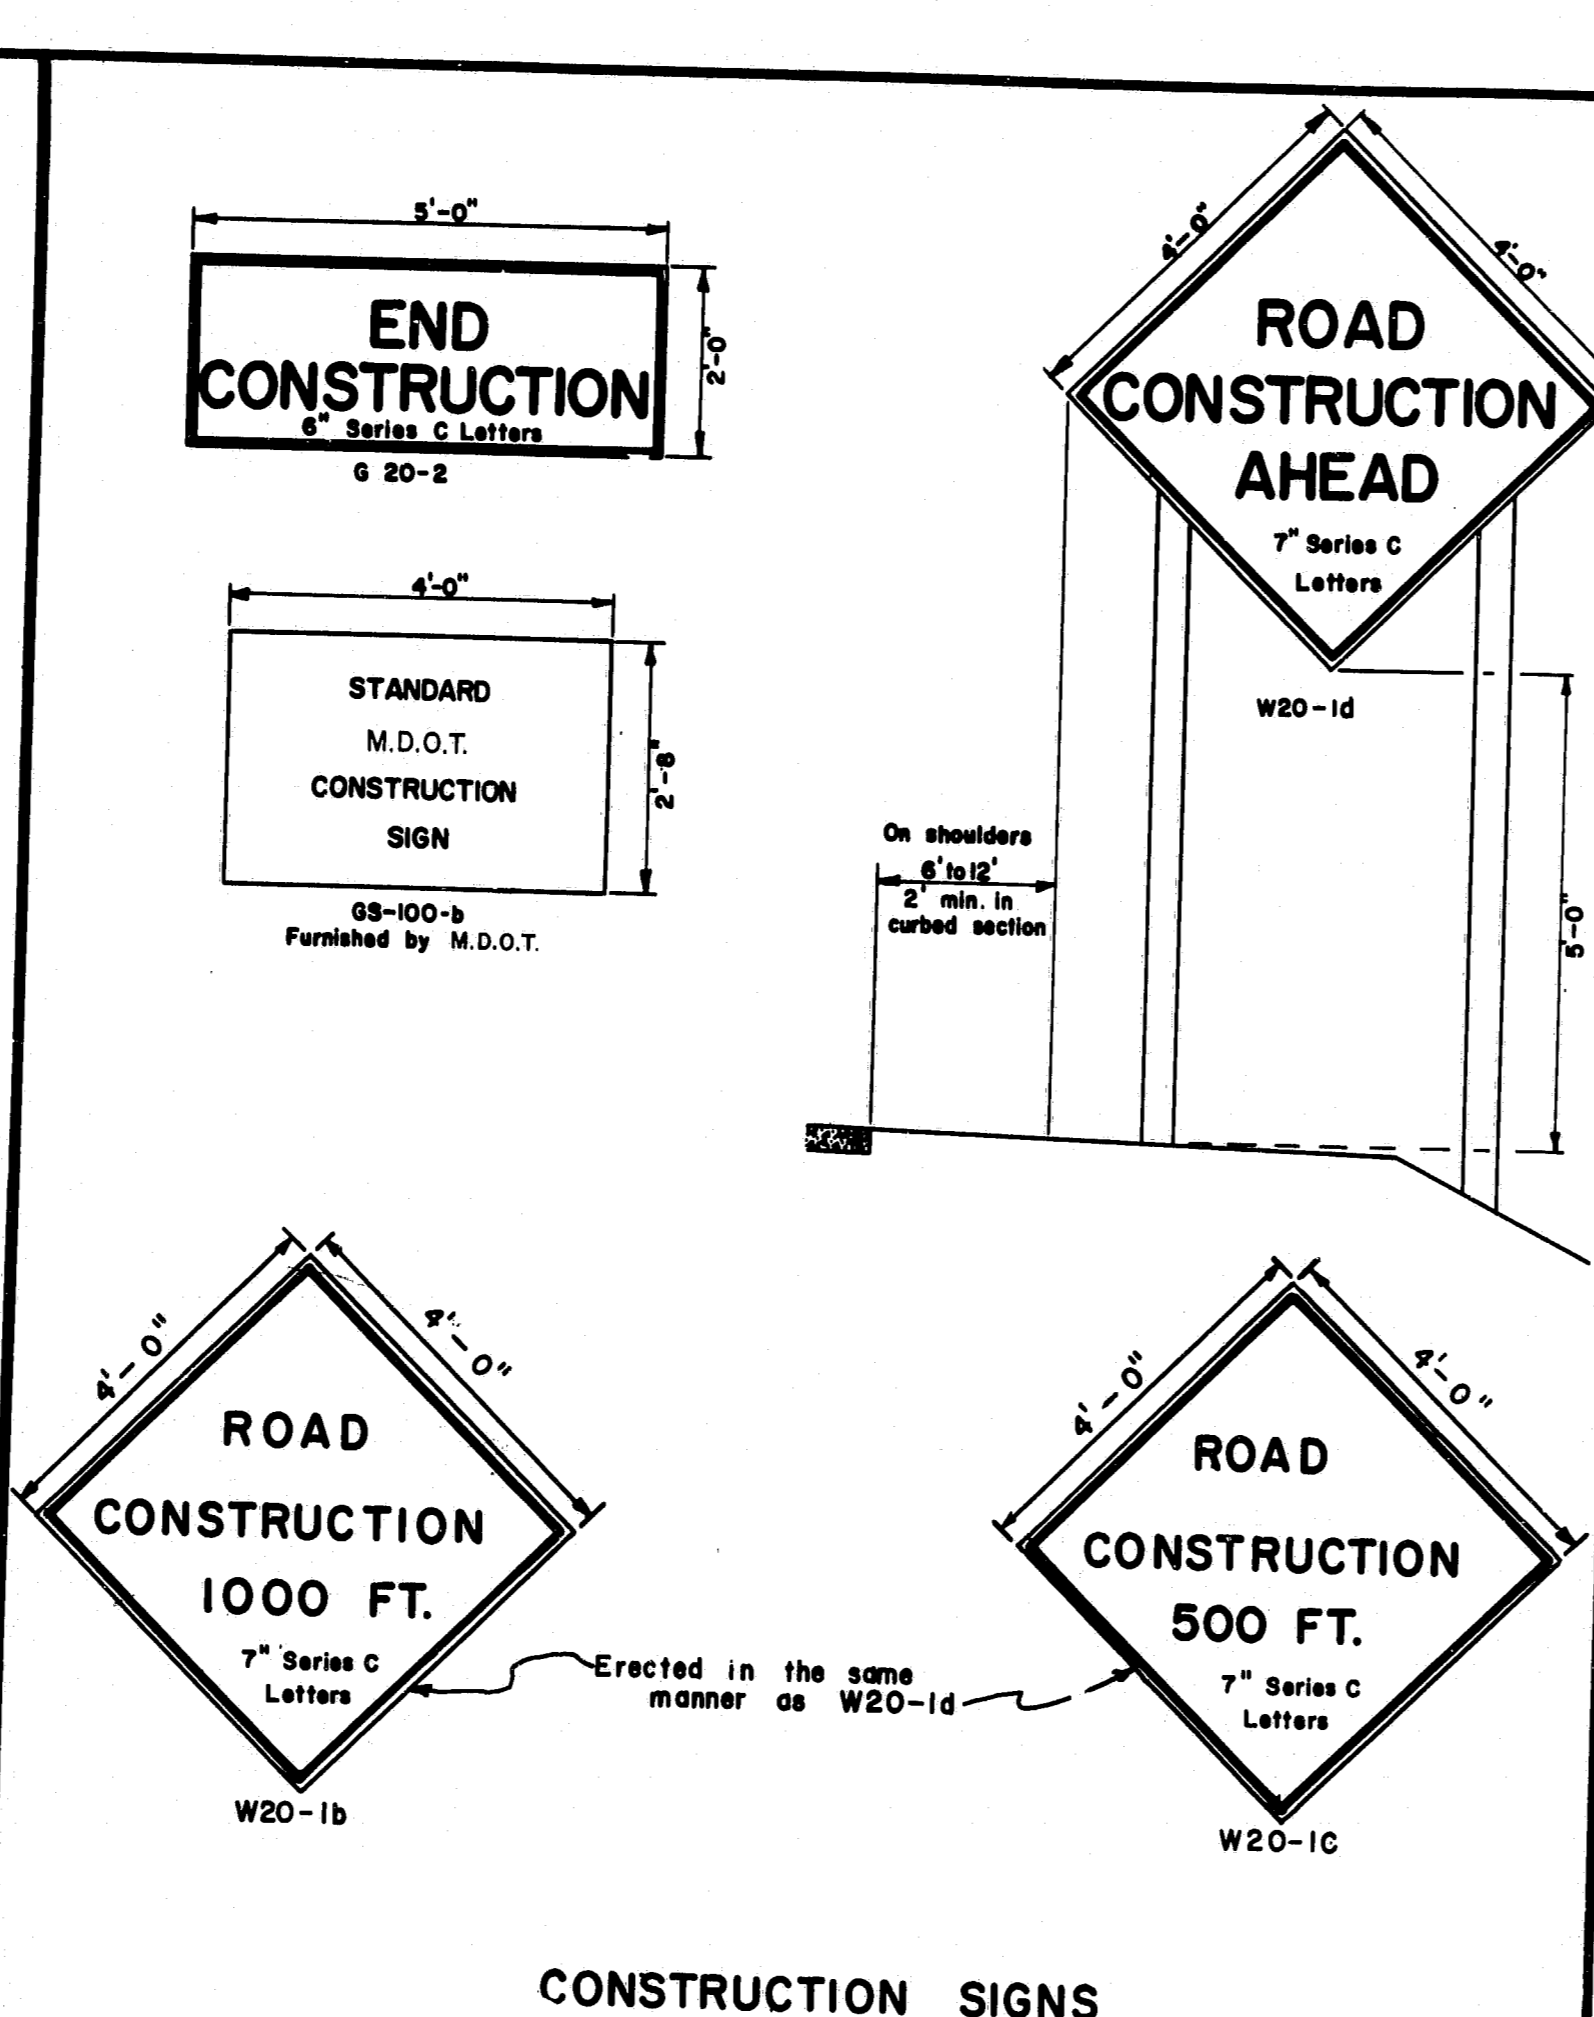 5'-0"
END
CONSTRUCTION
6" Series C Letters
2'-0"
G 20-2
4'-0"
STANDARD
M.D.O.T.
CONSTRUCTION
SIGN
2'-8"
GS-100-b
Furnished by M.D.O.T.
4'-0"
4'-0"
ROAD
CONSTRUCTION
AHEAD
7" Series C
Letters
W20-1d
On shoulders
6' to 12'
2' min. in
curbed section
5'-0"
4'-0"
4'-0"
ROAD
CONSTRUCTION
1000 FT.
7" Series C
Letters
W20-1b
Erected in the same
manner as W20-1d
4'-0"
4'-0"
ROAD
CONSTRUCTION
500 FT.
7" Series C
Letters
W20-1C
CONSTRUCTION SIGNS